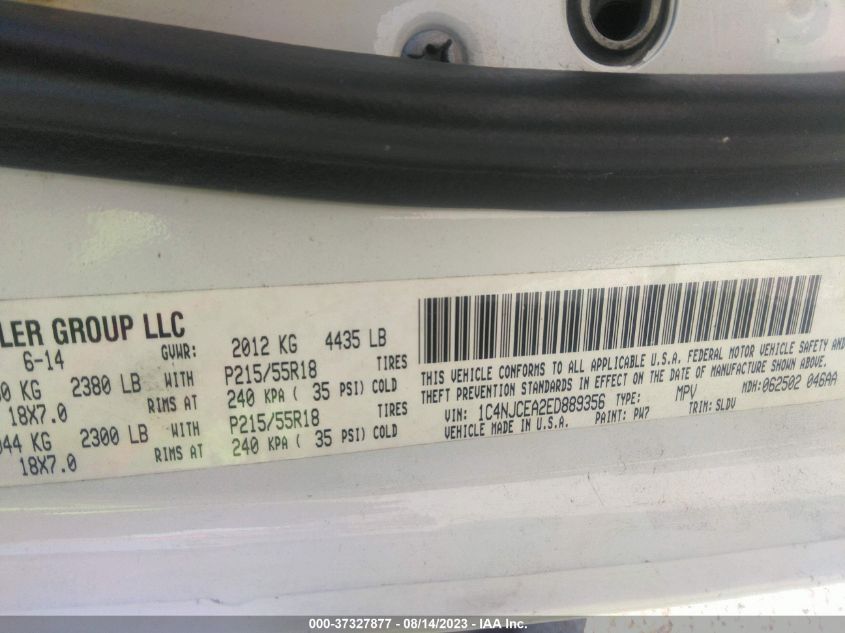 LER GROUP LLC
6-14 GVWR: 2012 KG 4435 LB
0 KG 2380 LB WITH P215/55R18 TIRES
18X7.0 RIMS AT 240 KPA ( 35 PSI) COLD
044 KG 2300 LB WITH P215/55R18 TIRES
18X7.0 RIMS AT 240 KPA ( 35 PSI) COLD
THIS VEHICLE CONFORMS TO ALL APPLICABLE U.S.A. FEDERAL MOTOR VEHICLE SAFETY AND
THEFT PREVENTION STANDARDS IN EFFECT ON THE DATE OF MANUFACTURE SHOWN ABOVE.
VIN: 1C4NJCEA2ED889356 TYPE: MPV MDH: 062502 046AA
VEHICLE MADE IN U.S.A. PAINT: PW7 TRIM: SLDV
000-37327877 - 08/14/2023 - IAA Inc.